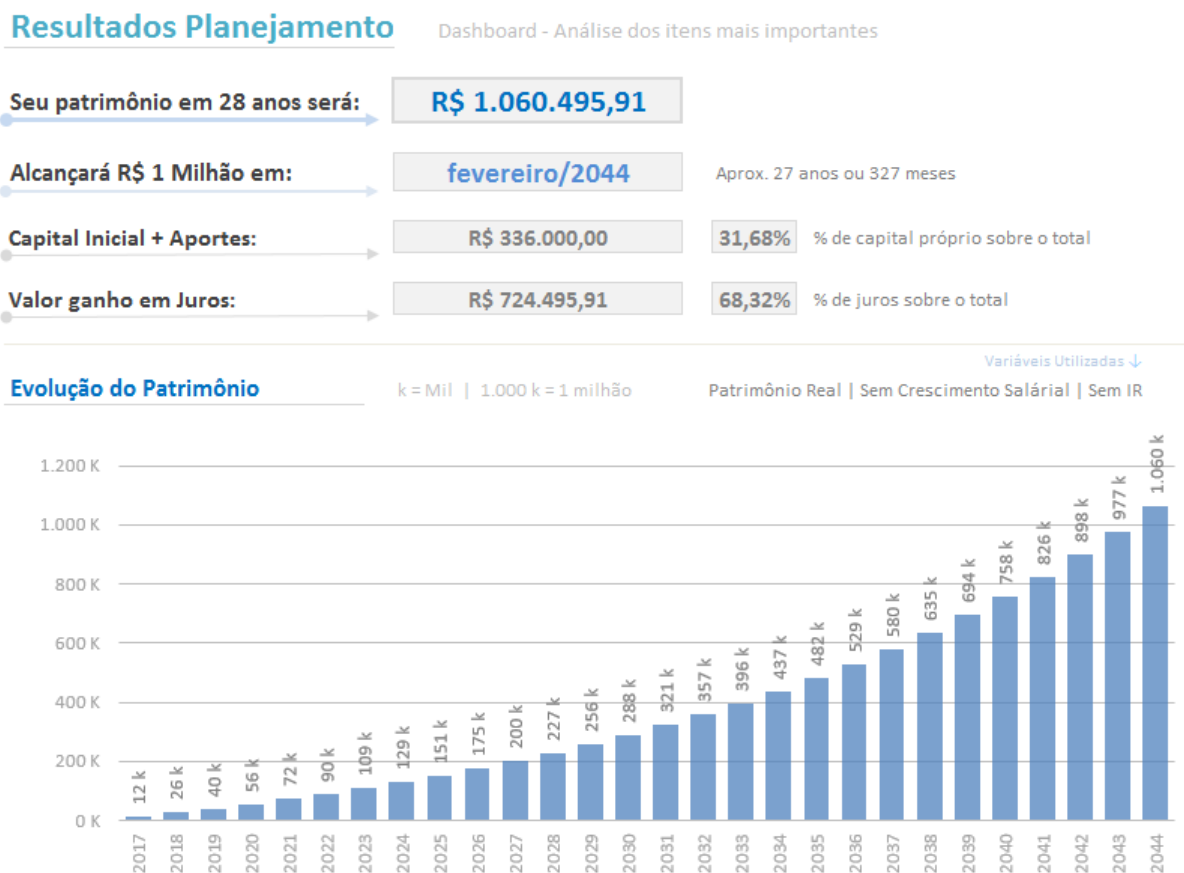 Resultados Planejamento
Dashboard - Análise dos itens mais importantes
Seu patrimônio em 28 anos será:
R$ 1.060.495,91
Alcançará R$ 1 Milhão em:
fevereiro/2044
Aprox. 27 anos ou 327 meses
Capital Inicial + Aportes:
R$ 336.000,00
31,68%
% de capital próprio sobre o total
Valor ganho em Juros:
R$ 724.495,91
68,32%
% de juros sobre o total
Variáveis Utilizadas ↓
Evolução do Patrimônio
k = Mil | 1.000 k = 1 milhão
Patrimônio Real | Sem Crescimento Salárial | Sem IR
1.200 K
1.000 K
800 K
600 K
400 K
200 K
0 K
12 k
26 k
40 k
56 k
72 k
90 k
109 k
129 k
151 k
175 k
200 k
227 k
256 k
288 k
321 k
357 k
396 k
437 k
482 k
529 k
580 k
635 k
694 k
758 k
826 k
898 k
977 k
1.060 k
2017
2018
2019
2020
2021
2022
2023
2024
2025
2026
2027
2028
2029
2030
2031
2032
2033
2034
2035
2036
2037
2038
2039
2040
2041
2042
2043
2044